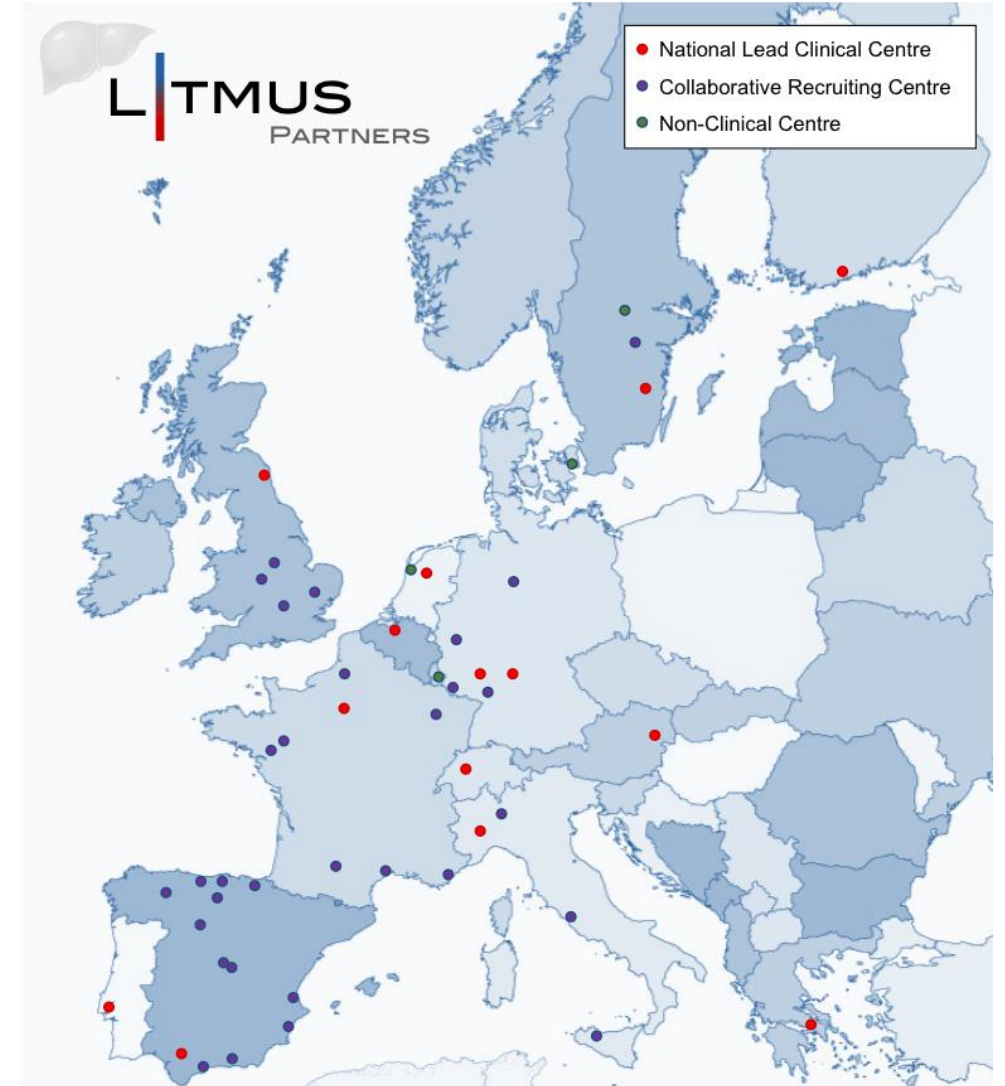 LITMUS
PARTNERS
National Lead Clinical Centre
Collaborative Recruiting Centre
Non-Clinical Centre